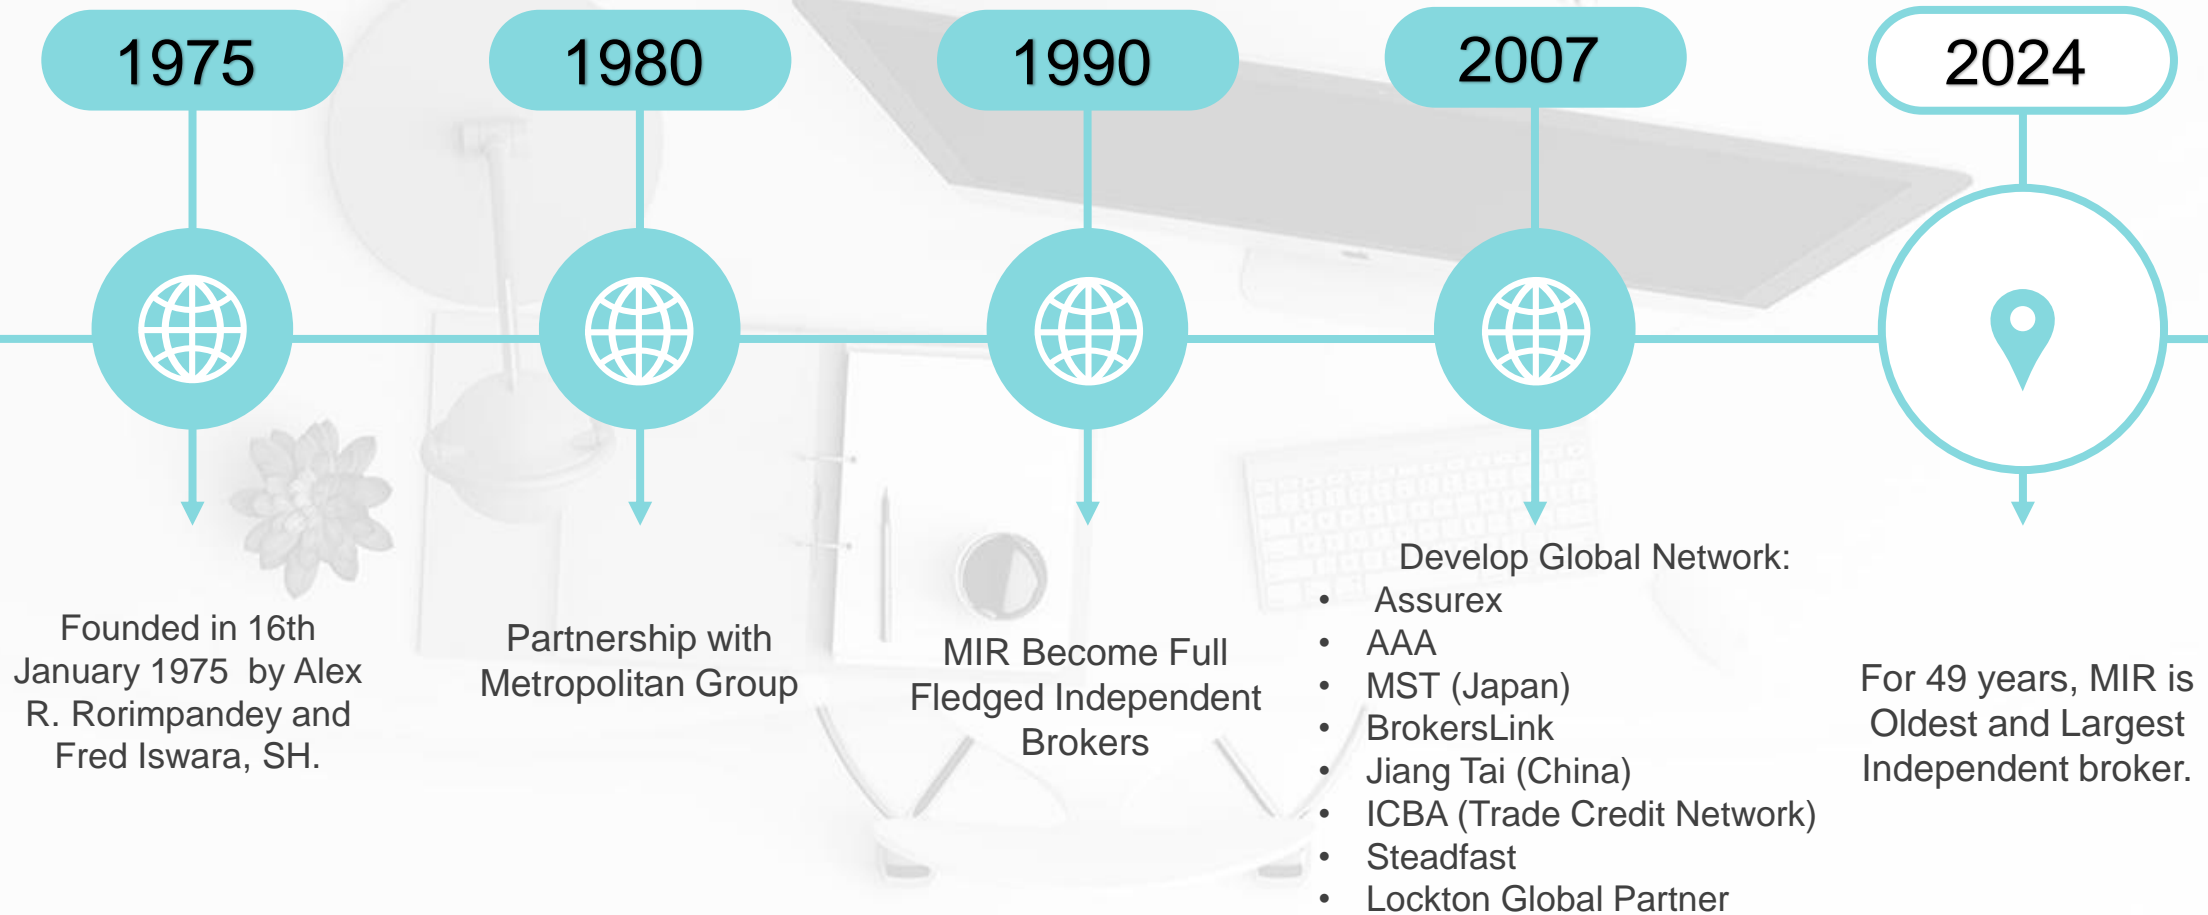 1975
Founded in 16th
January 1975 by Alex
R. Rorimpandey and
Fred Iswara, SH.
1980
Partnership with
Metropolitan Group
1990
MIR Become Full
Fledged Independent
Brokers
2007
Develop Global Network:
• Assurex
• AAA
• MST (Japan)
• BrokersLink
• Jiang Tai (China)
• ICBA (Trade Credit Network)
• Steadfast
• Lockton Global Partner
2024
For 49 years, MIR is
Oldest and Largest
Independent broker.